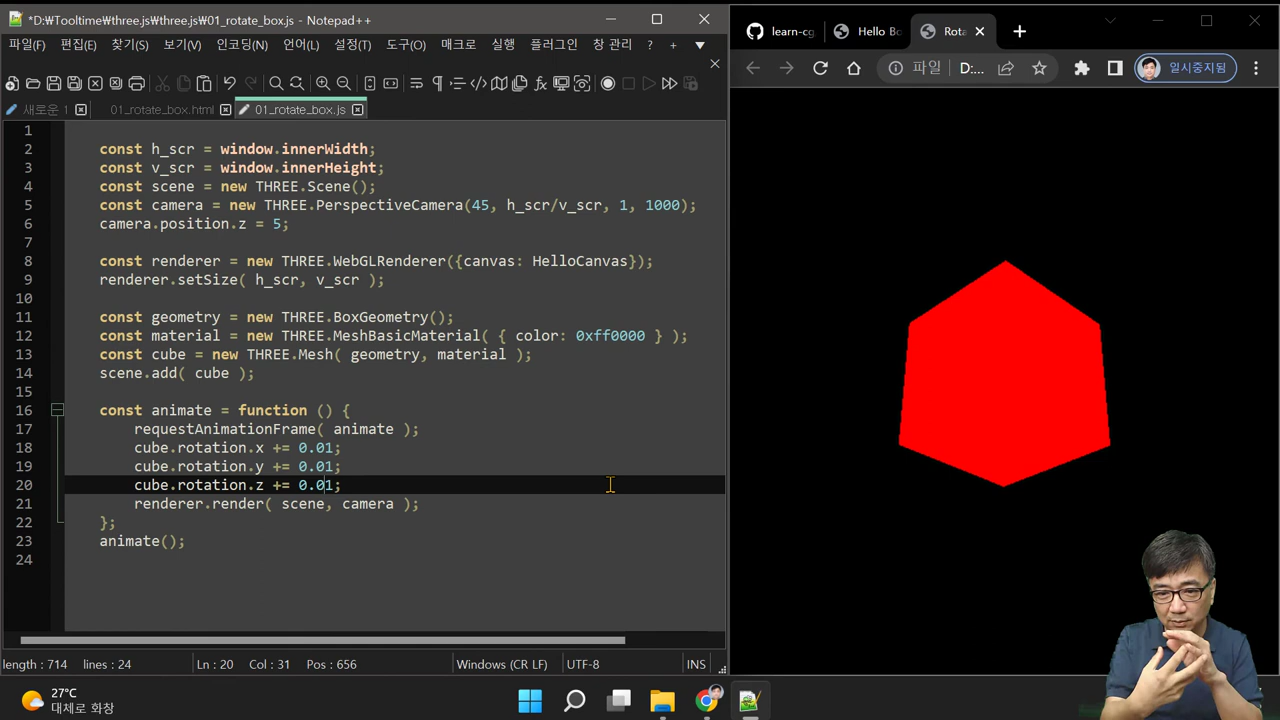 *D:₩Tooltime₩three.js₩three.js₩01_rotate_box.js - Notepad++
파일(F) 편집(E) 찾기(S) 보기(V) 인코딩(N) 언어(L) 설정(T) 도구(O) 매크로 실행 플러그인 창 관리 ? + ▼
새로운 1 01_rotate_box.html 01_rotate_box.js
1
2 const h_scr = window.innerWidth;
3 const v_scr = window.innerHeight;
4 const scene = new THREE.Scene();
5 const camera = new THREE.PerspectiveCamera(45, h_scr/v_scr, 1, 1000);
6 camera.position.z = 5;
7
8 const renderer = new THREE.WebGLRenderer({canvas: HelloCanvas});
9 renderer.setSize( h_scr, v_scr );
10
11 const geometry = new THREE.BoxGeometry();
12 const material = new THREE.MeshBasicMaterial( { color: 0xff0000 } );
13 const cube = new THREE.Mesh( geometry, material );
14 scene.add( cube );
15
16 const animate = function () {
17 requestAnimationFrame( animate );
18 cube.rotation.x += 0.01;
19 cube.rotation.y += 0.01;
20 cube.rotation.z += 0.01;
21 renderer.render( scene, camera );
22 };
23 animate();
24
length : 714 lines : 24 Ln : 20 Col : 31 Pos : 656 Windows (CR LF) UTF-8 INS
learn-cg Hello Bo Rota
파일 D:... 일시중지됨
27°C
대체로 화창